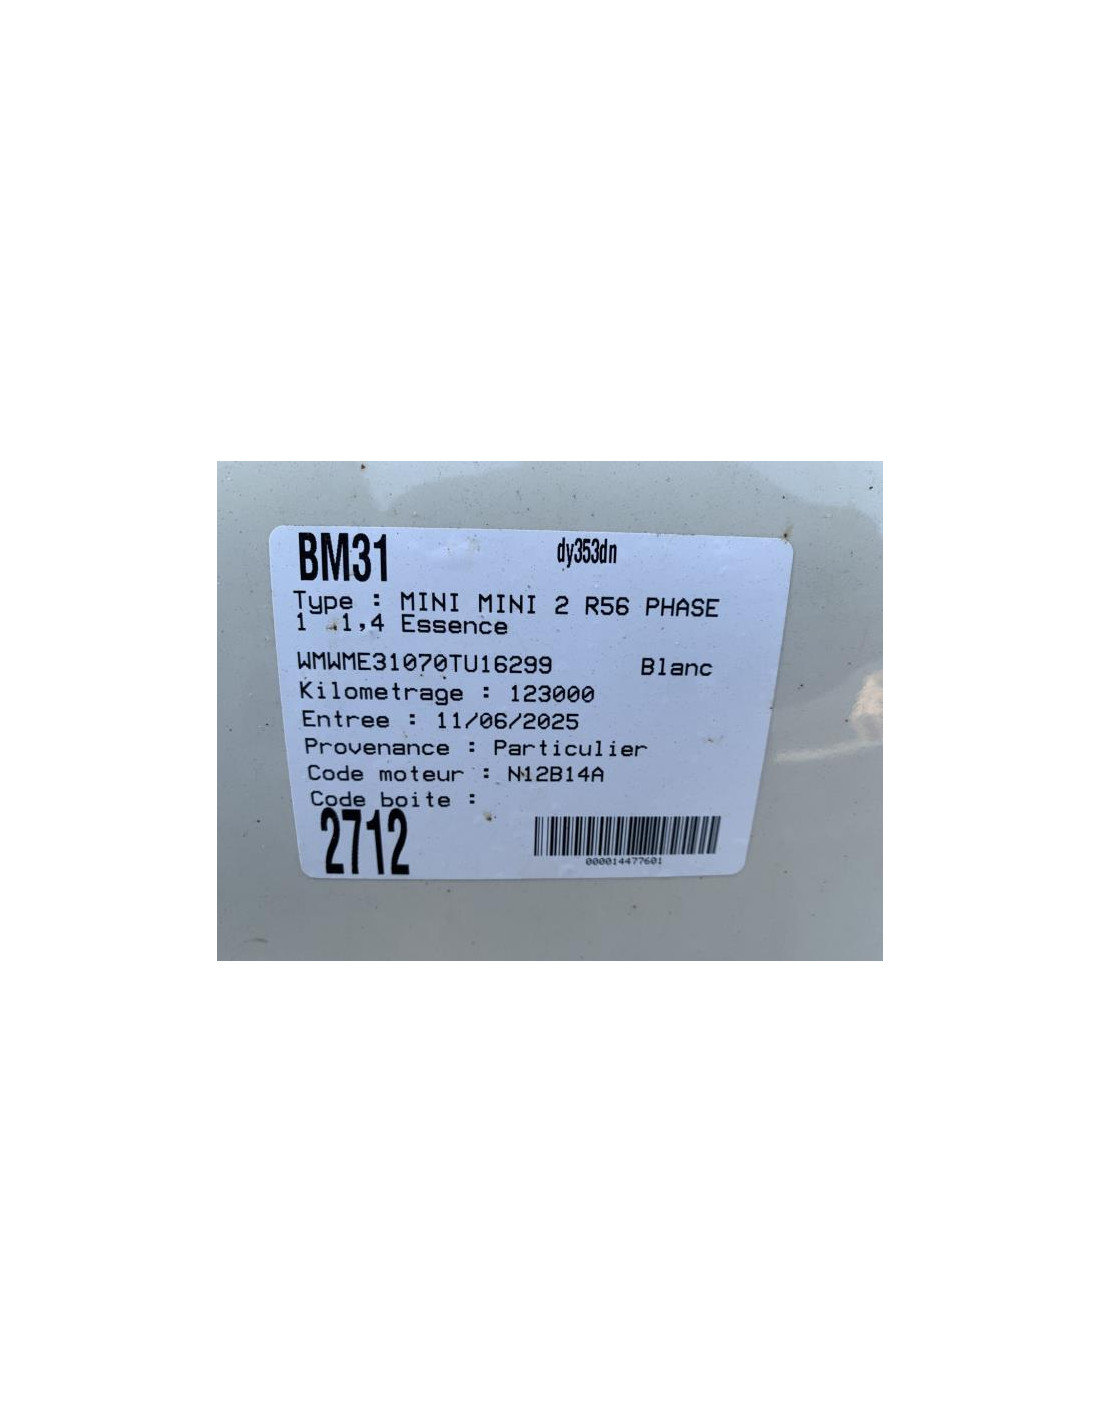 BM31 dy353dn
Type : MINI MINI 2 R56 PHASE
1 1,4 Essence
WMWME31070TU16299 Blanc
Kilometrage : 123000
Entree : 11/06/2025
Provenance : Particulier
Code moteur : N12B14A
Code boite :
2712
000014477601